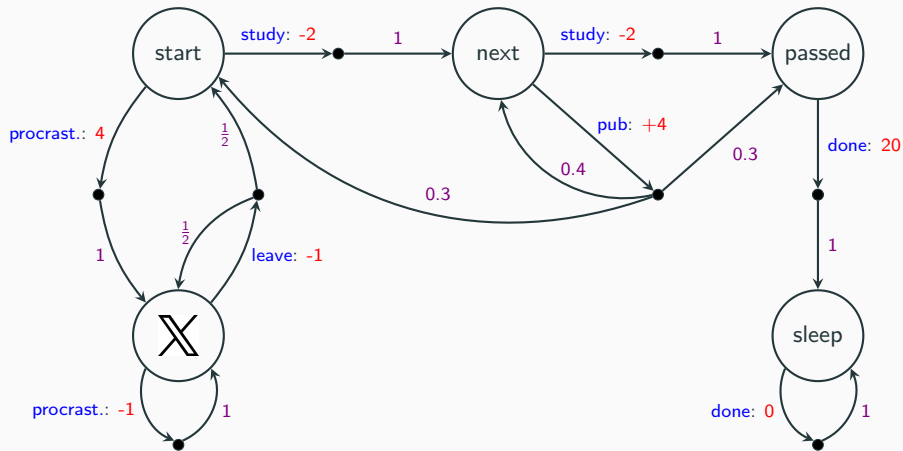 start
study: -2
1
next
study: -2
1
passed
procrast.: 4
1/2
pub: +4
0.4
0.3
done: 20
0.3
1
1/2
leave: -1
1
𝕏
sleep
procrast.: -1
1
done: 0
1